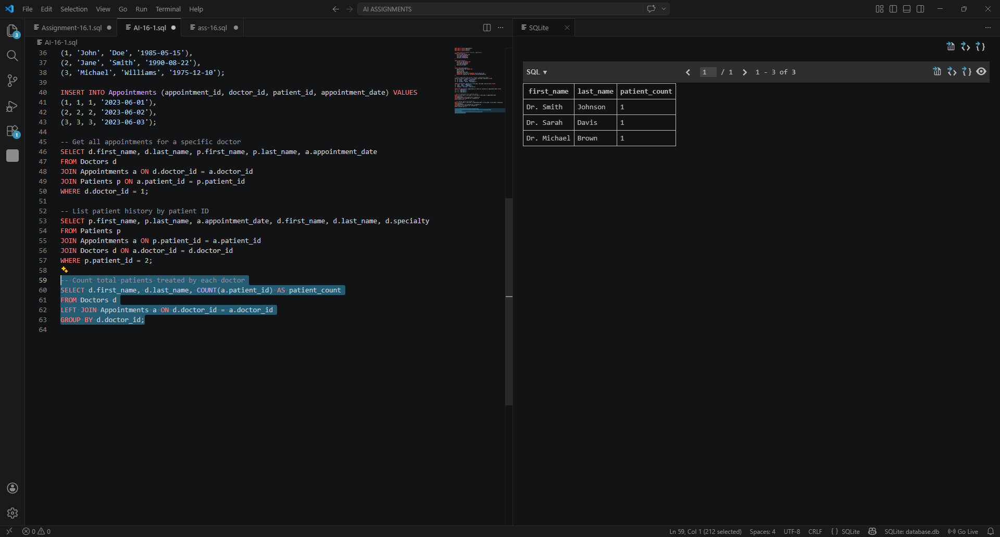 File Edit Selection View Go Run Terminal Help
AI ASSIGNMENTS
Assignment-16.1.sql
AI-16-1.sql
ass-16.sql
SQLite
AI-16-1.sql
36 (1, 'John', 'Doe', '1985-05-15'),
37 (2, 'Jane', 'Smith', '1990-08-22'),
38 (3, 'Michael', 'Williams', '1975-12-10');
39
40 INSERT INTO Appointments (appointment_id, doctor_id, patient_id, appointment_date) VALUES
41 (1, 1, 1, '2023-06-01'),
42 (2, 2, 2, '2023-06-02'),
43 (3, 3, 3, '2023-06-03');
44
45 -- Get all appointments for a specific doctor
46 SELECT d.first_name, d.last_name, p.first_name, p.last_name, a.appointment_date
47 FROM Doctors d
48 JOIN Appointments a ON d.doctor_id = a.doctor_id
49 JOIN Patients p ON a.patient_id = p.patient_id
50 WHERE d.doctor_id = 1;
51
52 -- List patient history by patient ID
53 SELECT p.first_name, p.last_name, a.appointment_date, d.first_name, d.last_name, d.specialty
54 FROM Patients p
55 JOIN Appointments a ON p.patient_id = a.patient_id
56 JOIN Doctors d ON a.doctor_id = d.doctor_id
57 WHERE p.patient_id = 2;
58
59 -- Count total patients treated by each doctor
60 SELECT d.first_name, d.last_name, COUNT(a.patient_id) AS patient_count
61 FROM Doctors d
62 LEFT JOIN Appointments a ON d.doctor_id = a.doctor_id
63 GROUP BY d.doctor_id;
64
SQL ▼ 1 / 1 1 - 3 of 3
first_name last_name patient_count
Dr. Smith Johnson 1
Dr. Sarah Davis 1
Dr. Michael Brown 1
3
1
0 0
Ln 59, Col 1 (212 selected) Spaces: 4 UTF-8 CRLF { } SQLite SQLite: database.db Go Live